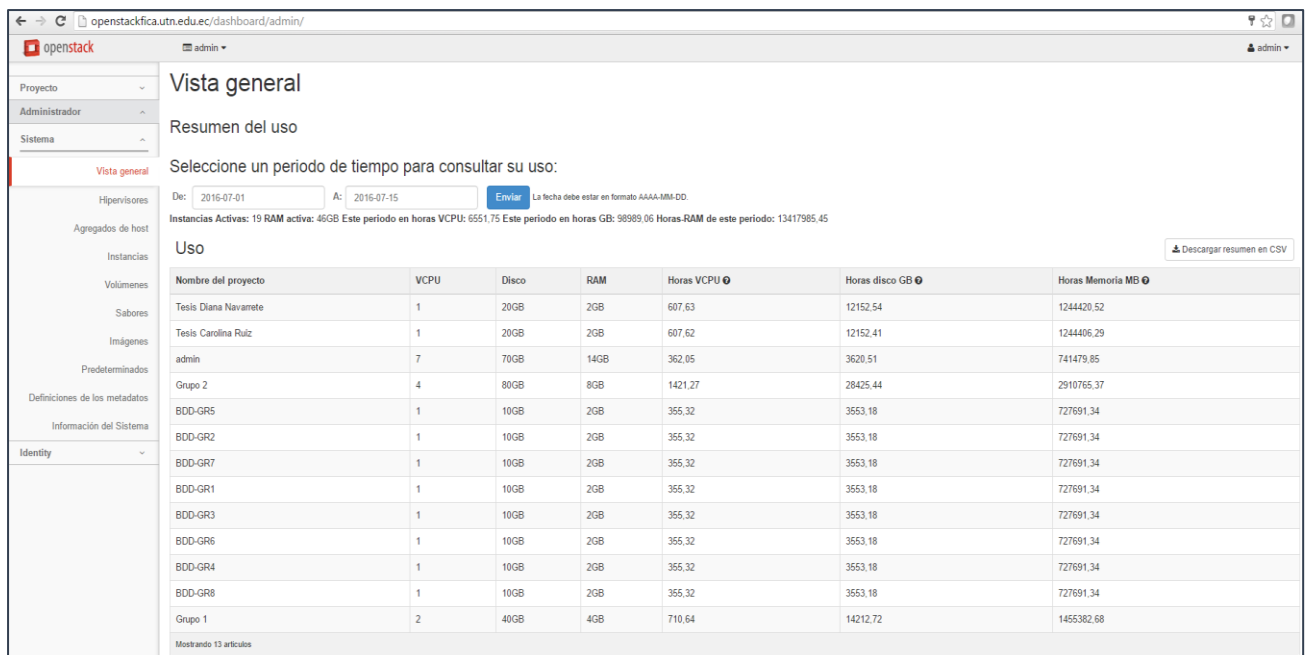 openstackfica.utn.edu.ec/dashboard/admin/
openstack
admin
admin
Proyecto
Administrador
Sistema
Vista general
Hipervisores
Agregados de host
Instancias
Volúmenes
Sabores
Imágenes
Predeterminados
Definiciones de los metadatos
Información del Sistema
Identity
Vista general
Resumen del uso
Seleccione un periodo de tiempo para consultar su uso:
De: 2016-07-01 A: 2016-07-15 Enviar La fecha debe estar en formato AAAA-MM-DD.
Instancias Activas: 19 RAM activa: 46GB Este periodo en horas VCPU: 6551,75 Este periodo en horas GB: 98989,06 Horas-RAM de este periodo: 13417985,45
Uso
Descargar resumen en CSV
Nombre del proyecto VCPU Disco RAM Horas VCPU Horas disco GB Horas Memoria MB
Tesis Diana Navarrete 1 20GB 2GB 607,63 12152,54 1244420,52
Tesis Carolina Ruiz 1 20GB 2GB 607,62 12152,41 1244406,29
admin 7 70GB 14GB 362,05 3620,51 741479,85
Grupo 2 4 80GB 8GB 1421,27 28425,44 2910765,37
BDD-GR5 1 10GB 2GB 355,32 3553,18 727691,34
BDD-GR2 1 10GB 2GB 355,32 3553,18 727691,34
BDD-GR7 1 10GB 2GB 355,32 3553,18 727691,34
BDD-GR1 1 10GB 2GB 355,32 3553,18 727691,34
BDD-GR3 1 10GB 2GB 355,32 3553,18 727691,34
BDD-GR6 1 10GB 2GB 355,32 3553,18 727691,34
BDD-GR4 1 10GB 2GB 355,32 3553,18 727691,34
BDD-GR8 1 10GB 2GB 355,32 3553,18 727691,34
Grupo 1 2 40GB 4GB 710,64 14212,72 1455382,68
Mostrando 13 artículos